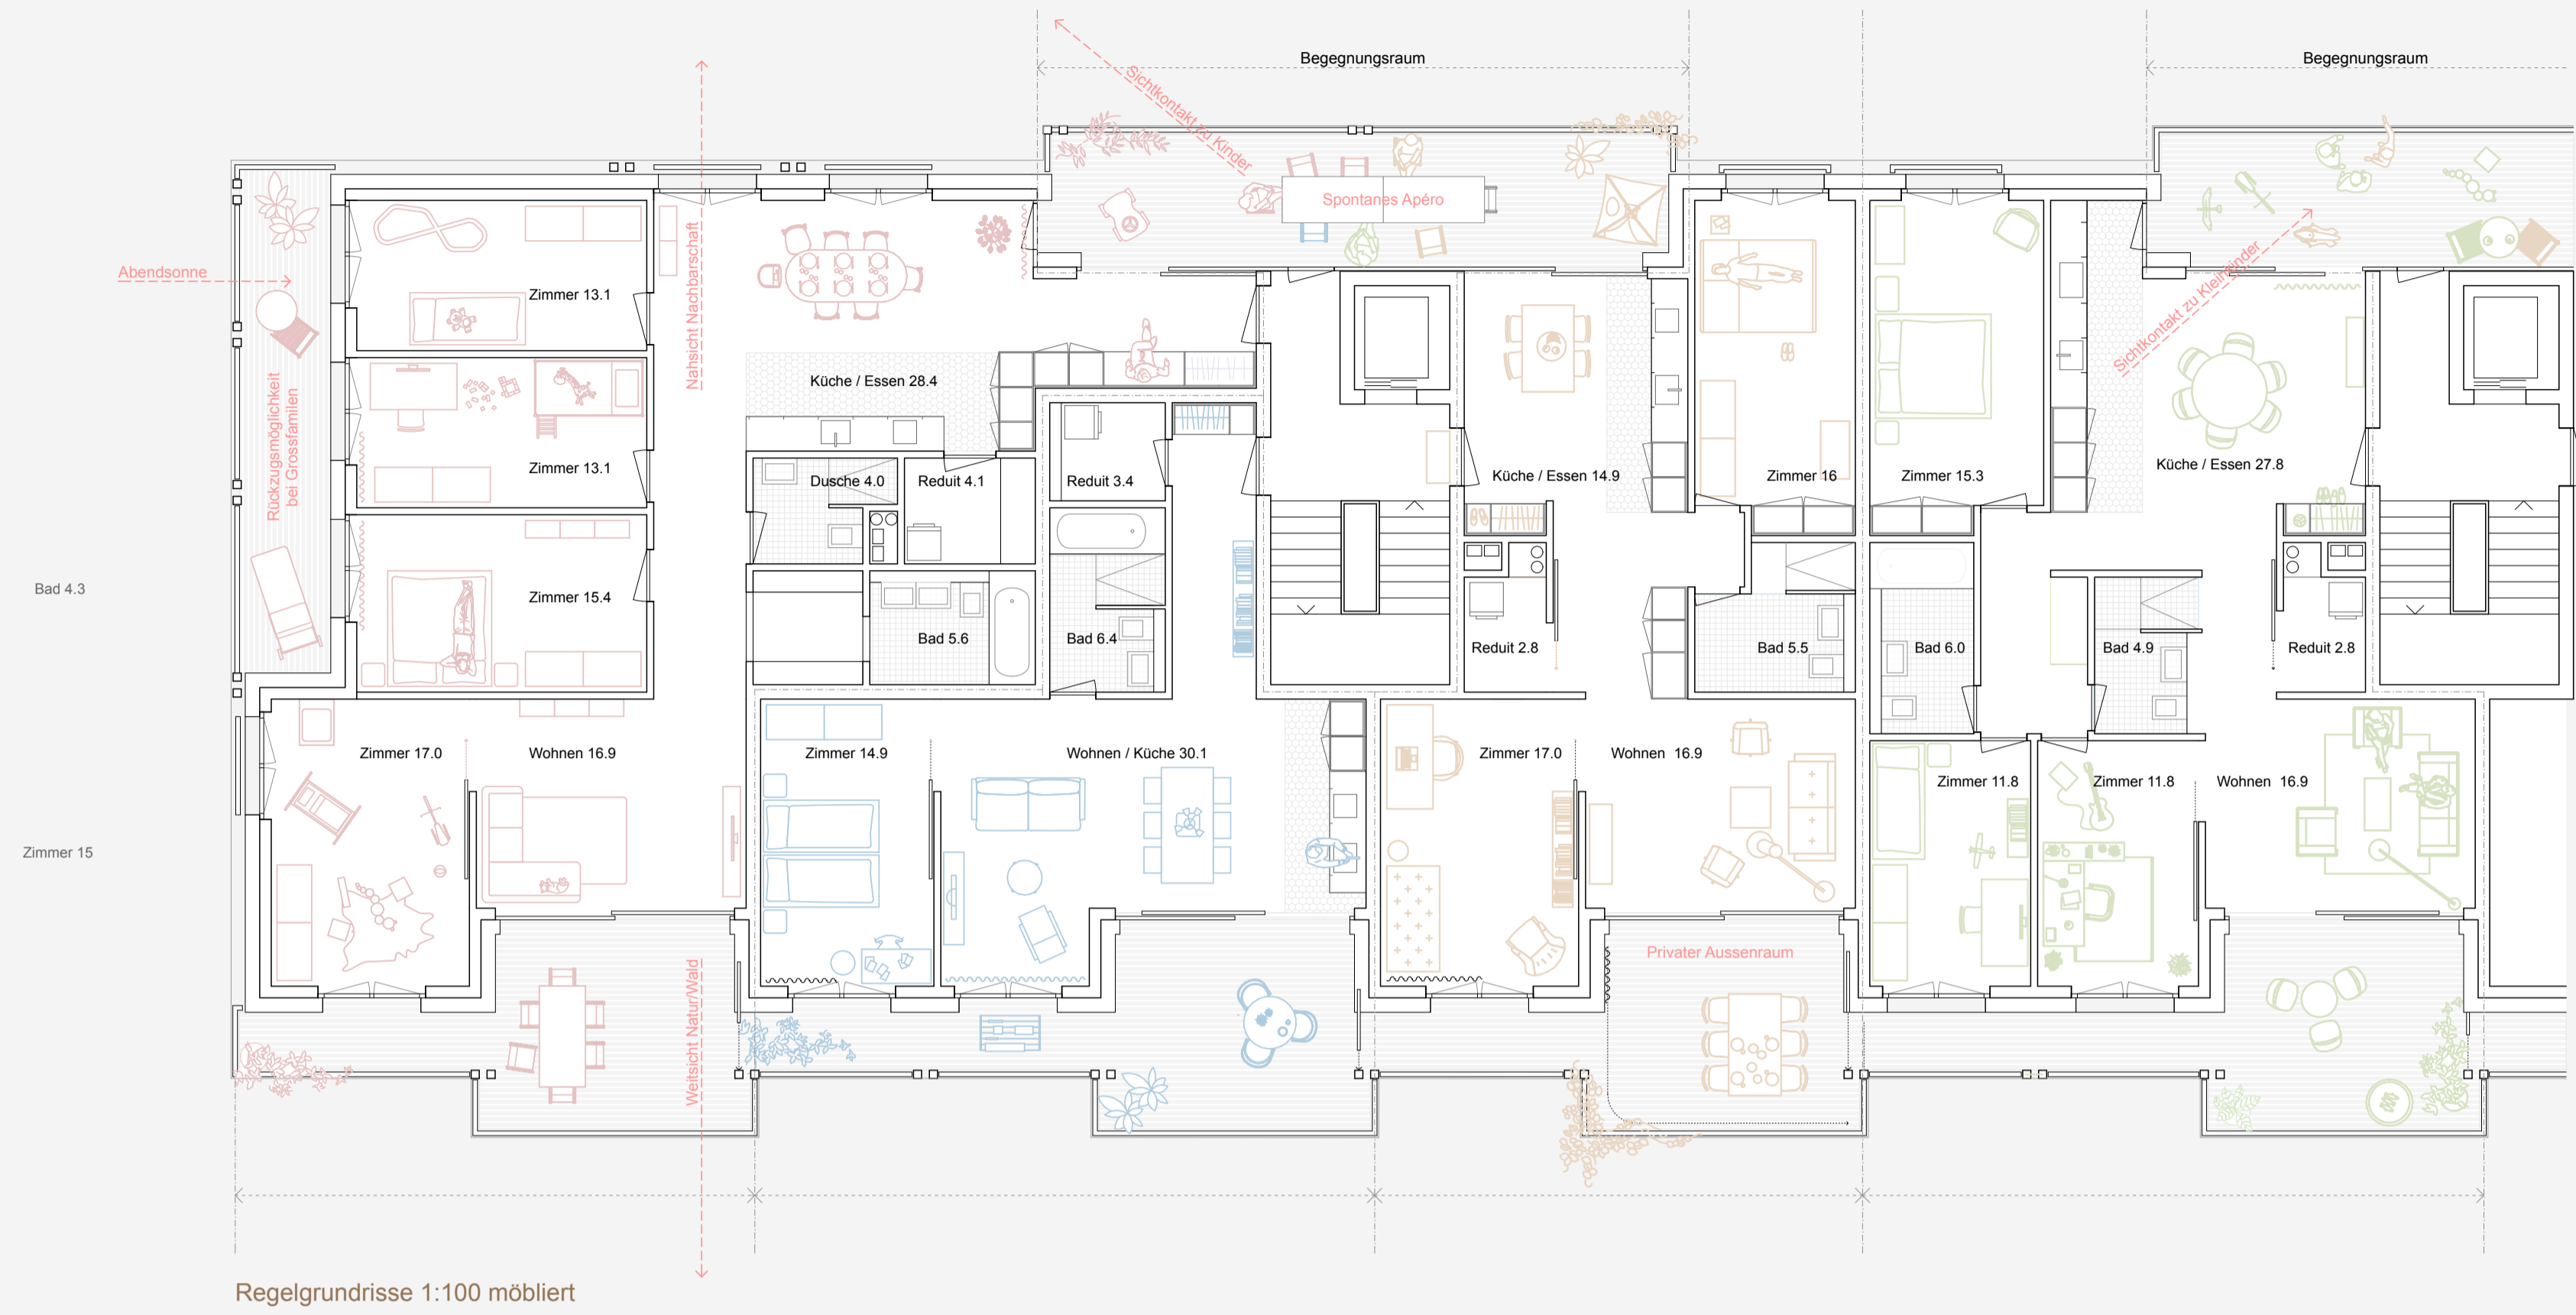 Begegnungsraum
Begegnungsraum
Sichtkontakt zu Kinder
Spontanes Apéro
Nahsicht Nachbarschaft
Abendsonne
Sichtkontakt zu Kleinkinder
Zimmer 13.1
Küche / Essen 28.4
Rückzugsmöglichkeit
bei Grossfamilen
Zimmer 13.1
Dusche 4.0
Reduit 4.1
Reduit 3.4
Küche / Essen 14.9
Zimmer 16
Zimmer 15.3
Küche / Essen 27.8
Bad 4.3
Zimmer 15.4
Bad 5.6
Bad 6.4
Reduit 2.8
Bad 5.5
Bad 6.0
Bad 4.9
Reduit 2.8
Zimmer 17.0
Wohnen 16.9
Zimmer 14.9
Wohnen / Küche 30.1
Zimmer 17.0
Wohnen 16.9
Zimmer 11.8
Zimmer 11.8
Wohnen 16.9
Zimmer 15
Privater Aussenraum
Weitsicht Natur/Wald
Regelgrundrisse 1:100 möbliert